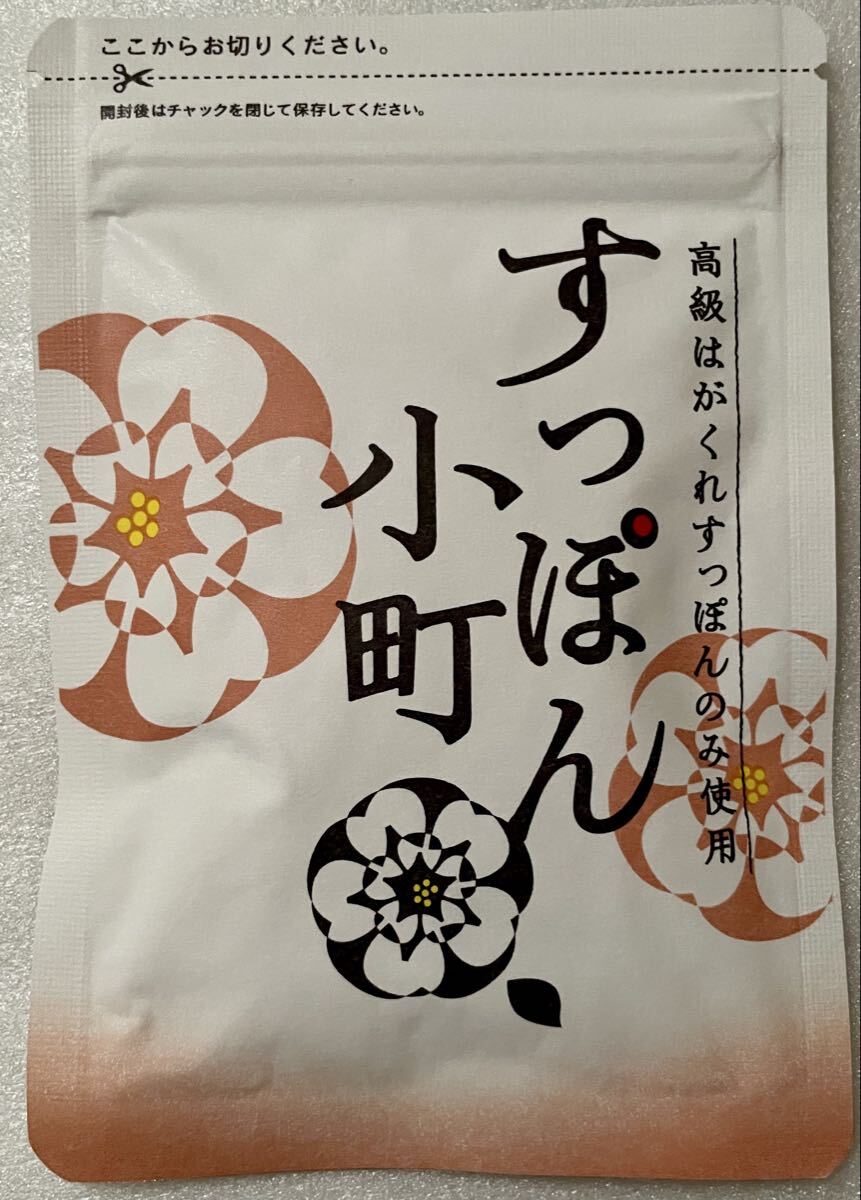 ここからお切りください。
開封後はチャックを閉じて保存してください。
高級はがくれすっぽんのみ使用
すっぽん
小町